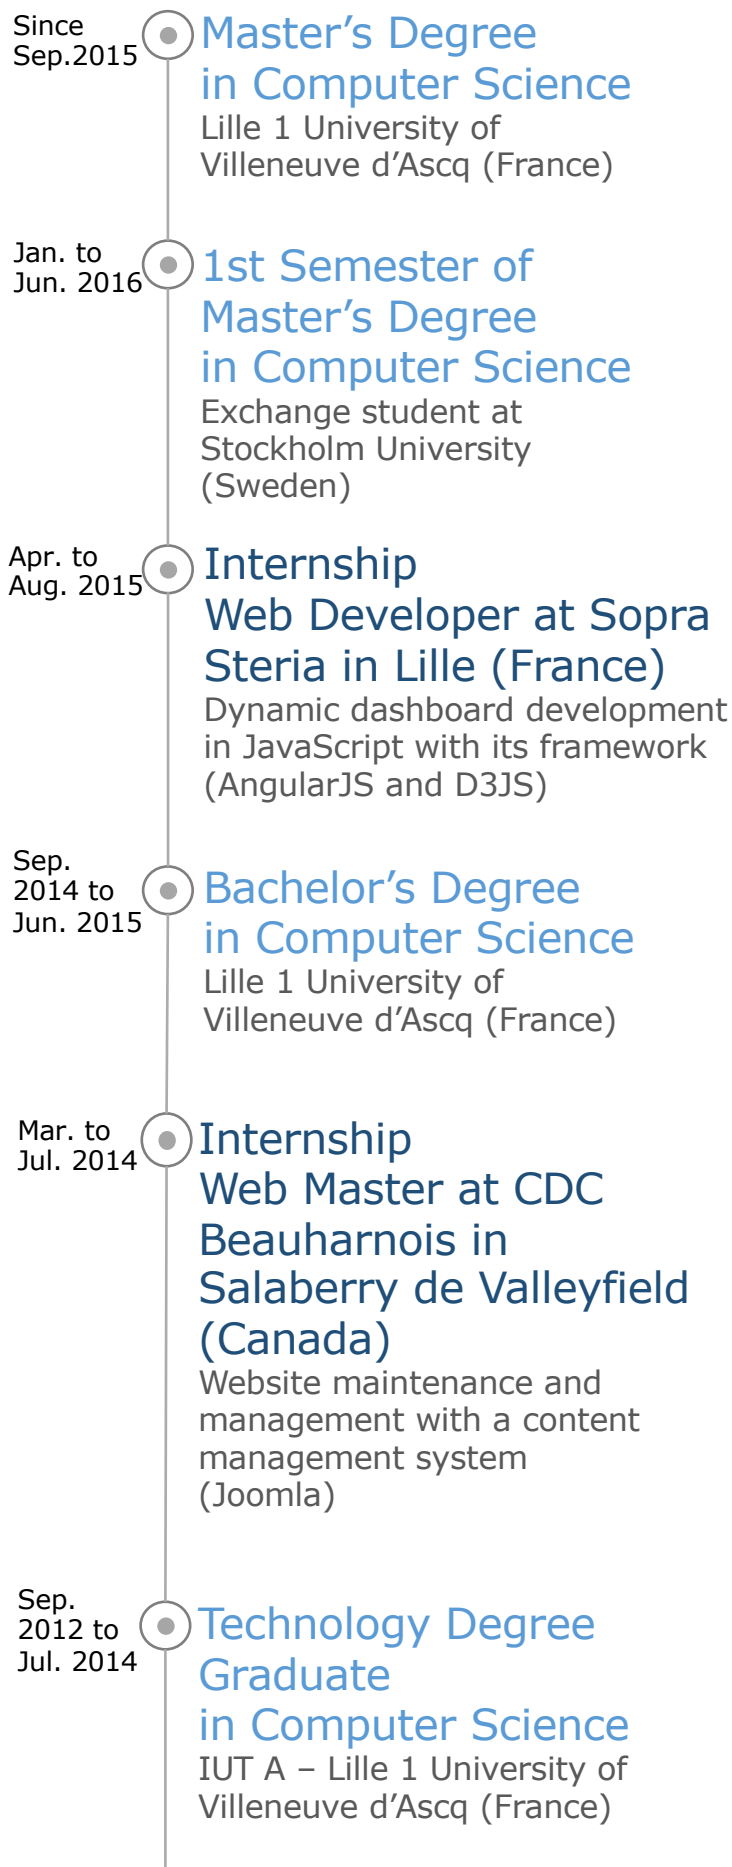 Since
Sep.2015
Master’s Degree
in Computer Science
Lille 1 University of
Villeneuve d’Ascq (France)
Jan. to
Jun. 2016
1st Semester of
Master’s Degree
in Computer Science
Exchange student at
Stockholm University
(Sweden)
Apr. to
Aug. 2015
Internship
Web Developer at Sopra
Steria in Lille (France)
Dynamic dashboard development
in JavaScript with its framework
(AngularJS and D3JS)
Sep.
2014 to
Jun. 2015
Bachelor’s Degree
in Computer Science
Lille 1 University of
Villeneuve d’Ascq (France)
Mar. to
Jul. 2014
Internship
Web Master at CDC
Beauharnois in
Salaberry de Valleyfield
(Canada)
Website maintenance and
management with a content
management system
(Joomla)
Sep.
2012 to
Jul. 2014
Technology Degree
Graduate
in Computer Science
IUT A – Lille 1 University of
Villeneuve d’Ascq (France)